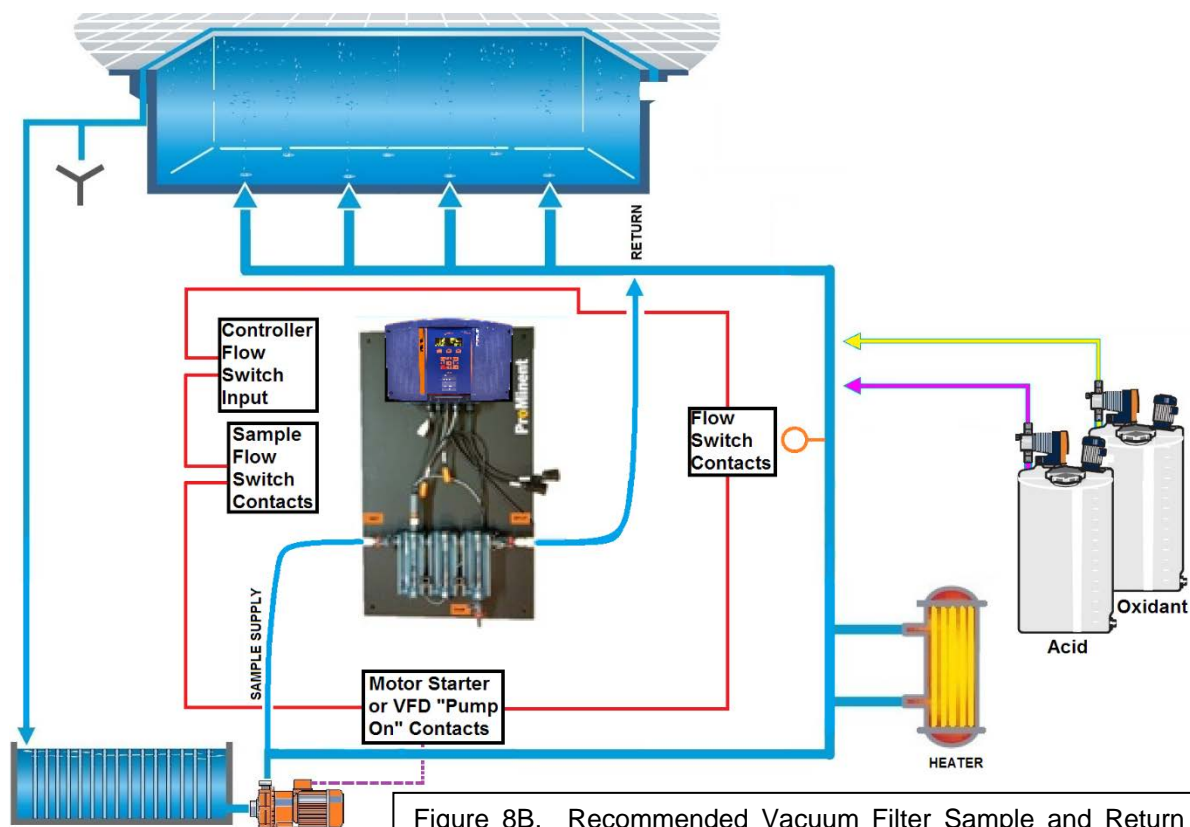 RETURN
Controller
Flow
Switch
Input
Sample
Flow
Switch
Contacts
ProMinent
Flow
Switch
Contacts
SAMPLE SUPPLY
Motor Starter
or VFD "Pump
On" Contacts
Oxidant
Acid
HEATER
Figure 8B. Recommended Vacuum Filter Sample and Return